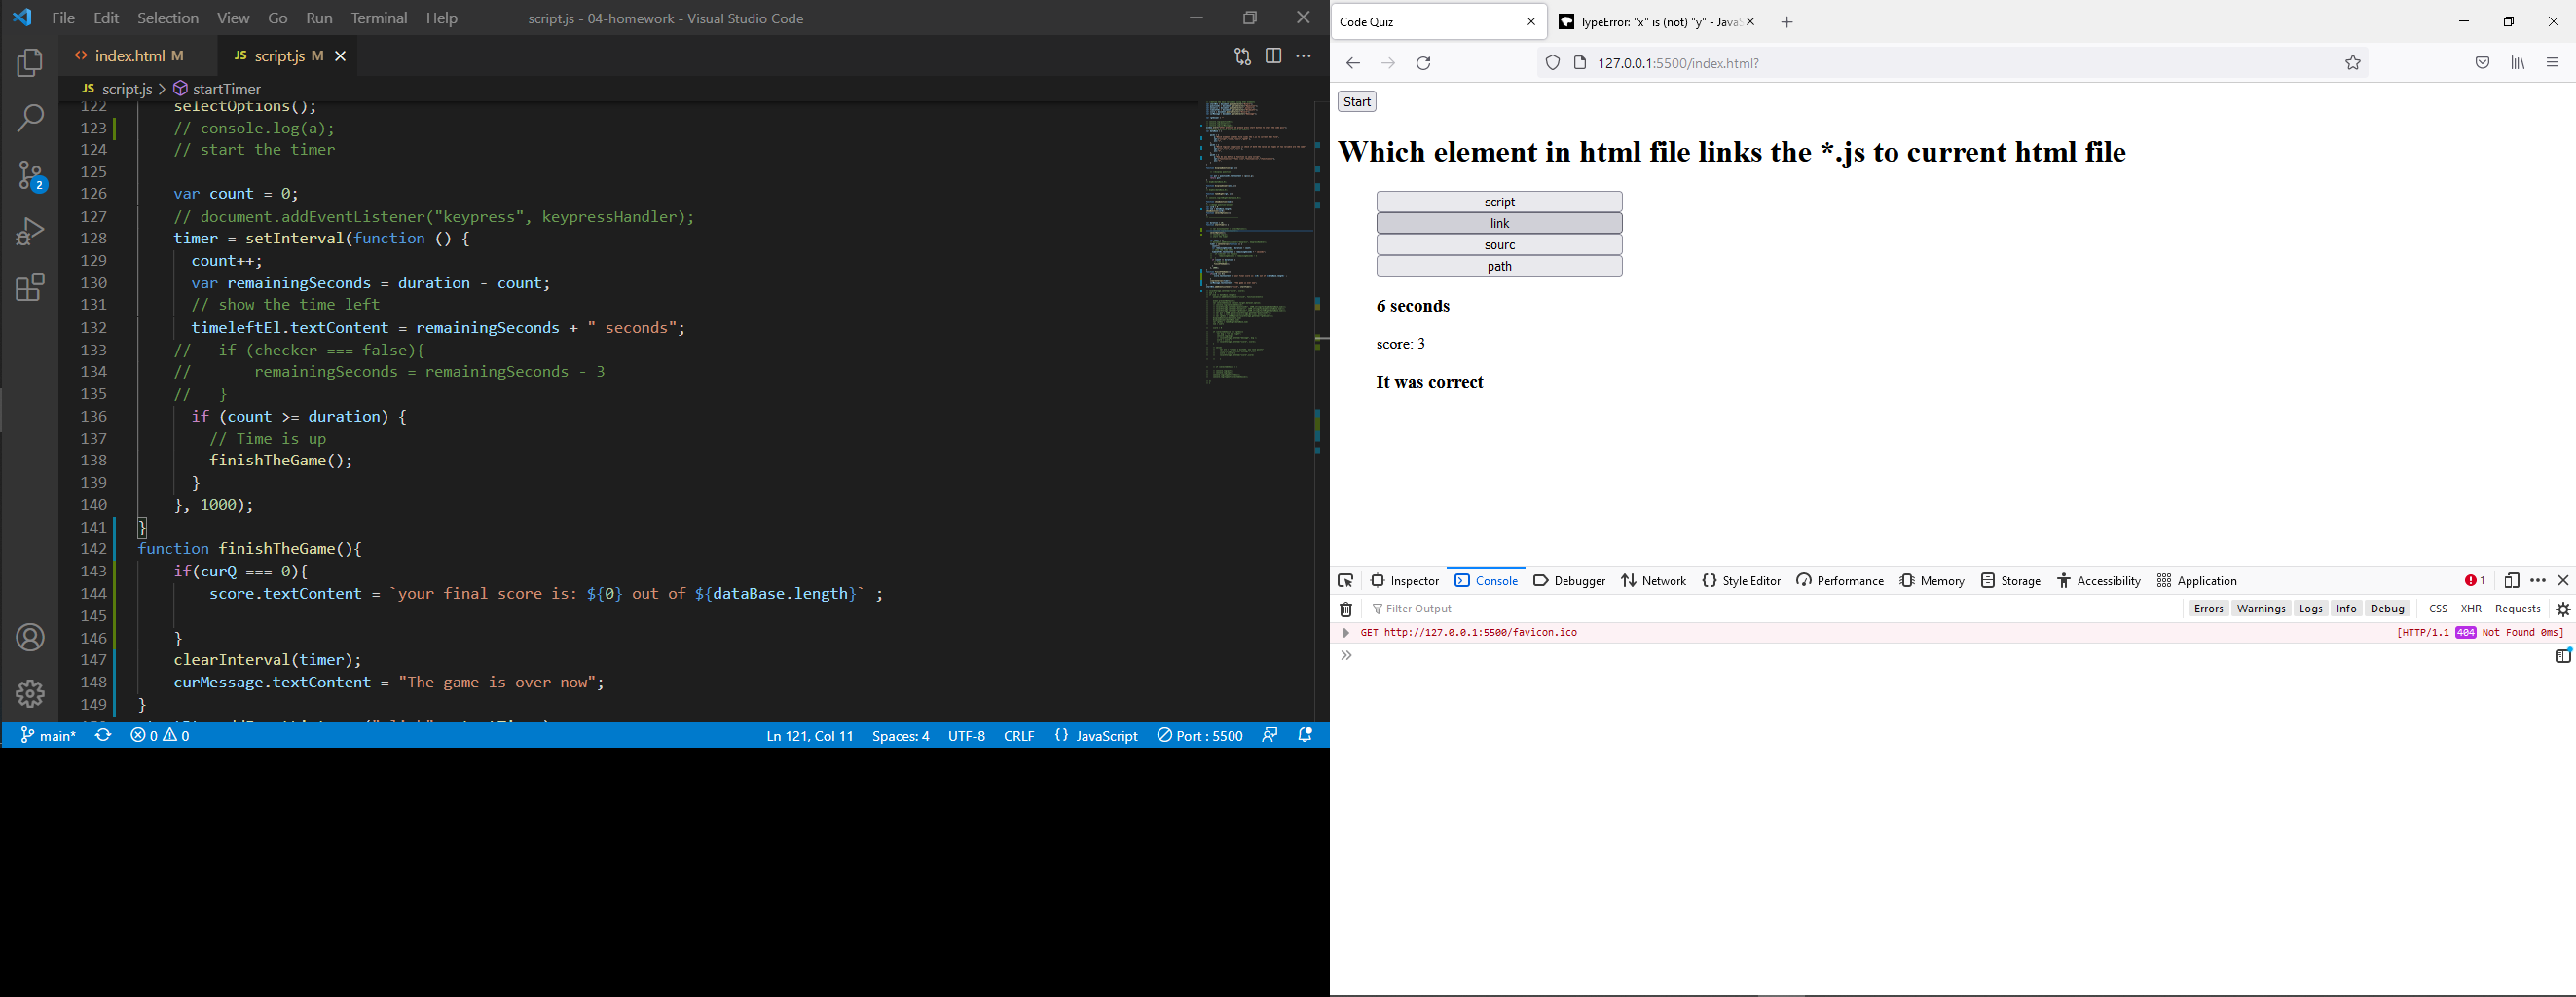 File Edit Selection View Go Run Terminal Help script.js - 04-homework - Visual Studio Code
index.html M JS script.js M
JS script.js > startTimer
122 selectOptions();
123 // console.log(a);
124 // start the timer
125
126 var count = 0;
127 // document.addEventListener("keypress", keypressHandler);
128 timer = setInterval(function () {
129 count++;
130 var remainingSeconds = duration - count;
131 // show the time left
132 timeleftEl.textContent = remainingSeconds + " seconds";
133 // if (checker === false){
134 // remainingSeconds = remainingSeconds - 3
135 // }
136 if (count >= duration) {
137 // Time is up
138 finishTheGame();
139 }
140 }, 1000);
141 }
142 function finishTheGame(){
143 if(curQ === 0){
144 score.textContent = `your final score is: ${0} out of ${dataBase.length}` ;
145
146 }
147 clearInterval(timer);
148 curMessage.textContent = "The game is over now";
149 }
2
main* 0 0 Ln 121, Col 11 Spaces: 4 UTF-8 CRLF {} JavaScript Port : 5500
Code Quiz TypeError: "x" is (not) "y" - JavaS
127.0.0.1:5500/index.html?
Start
Which element in html file links the *.js to current html file
script
link
sourc
path
6 seconds
score: 3
It was correct
Inspector Console Debugger Network Style Editor Performance Memory Storage Accessibility Application 1
Filter Output Errors Warnings Logs Info Debug CSS XHR Requests
GET http://127.0.0.1:5500/favicon.ico [HTTP/1.1 404 Not Found 0ms]